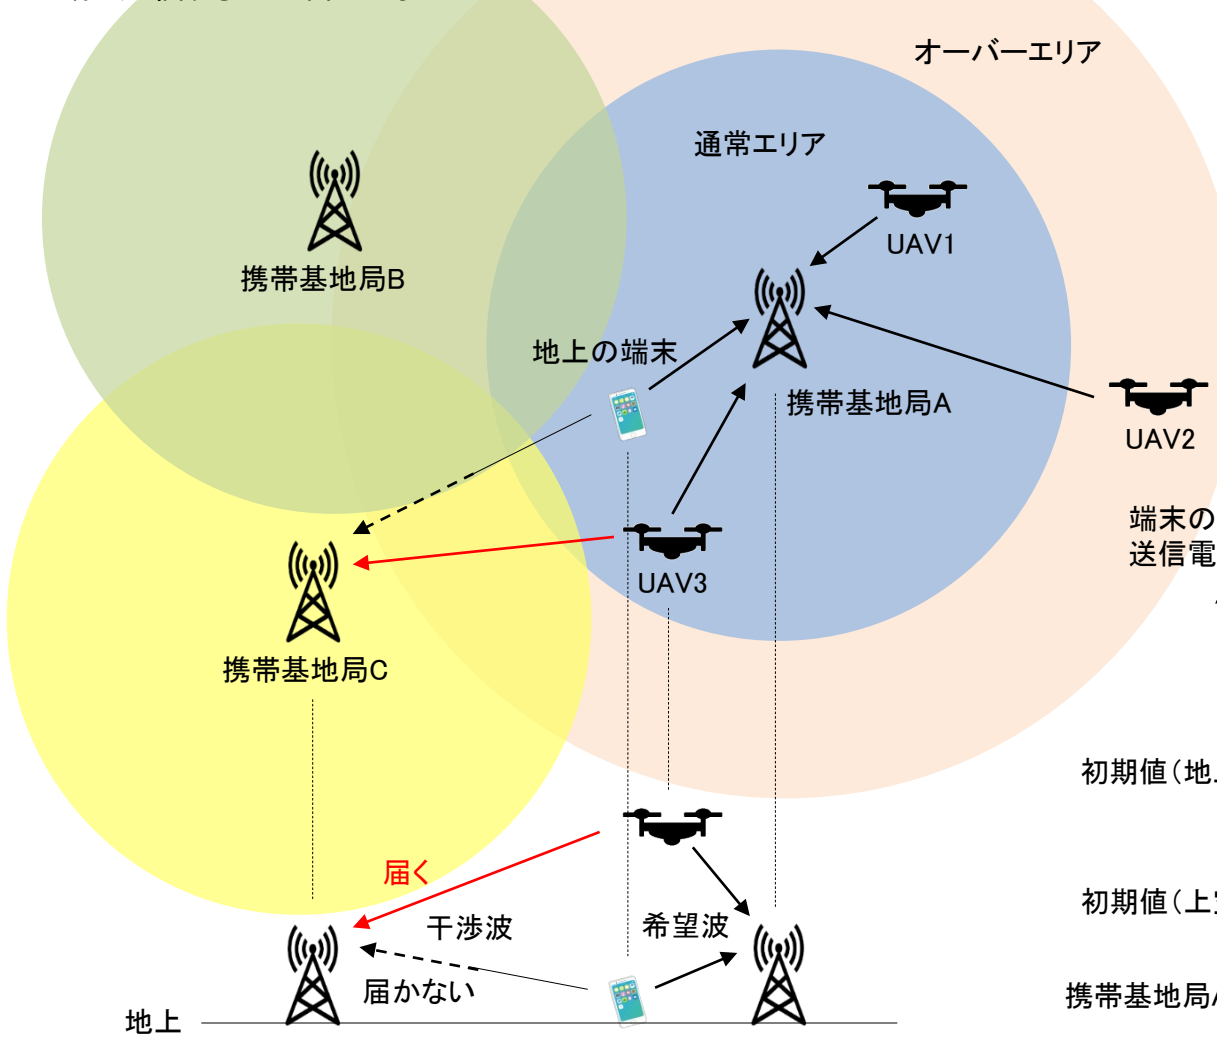 オーバーエリア
通常エリア
UAV1
携帯基地局B
地上の端末
携帯基地局A
UAV2
端末の
送信電
UAV3
携帯基地局C
初期値(地
届く
初期値(上
干渉波
希望波
届かない
携帯基地局
地上